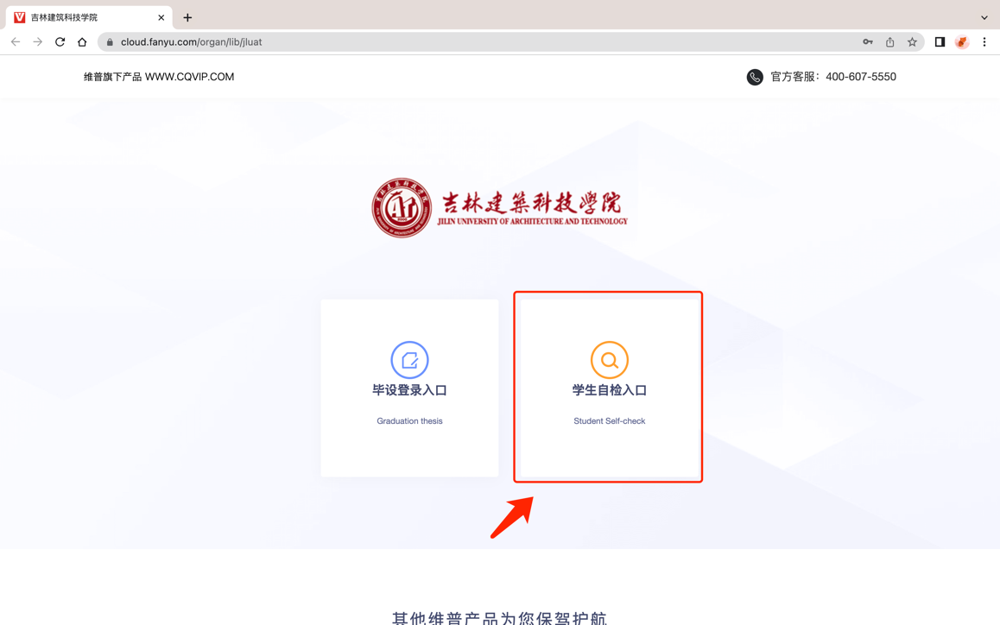 吉林建筑科技学院
cloud.fanyu.com/organ/lib/jluat
维普旗下产品 WWW.CQVIP.COM
官方客服：400-607-5550
吉林建築科技學院
JILIN UNIVERSITY OF ARCHITECTURE AND TECHNOLOGY
毕设登录入口
Graduation thesis
学生自检入口
Student Self-check
其他维普产品为您保驾护航